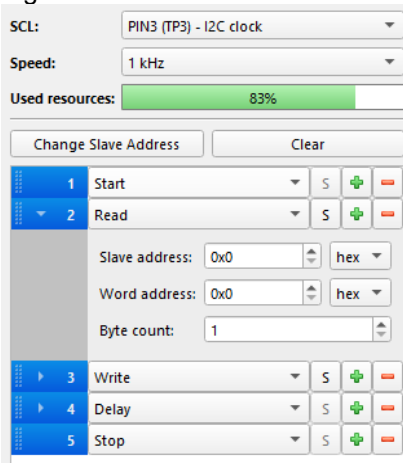 SCL: PIN3 (TP3) - I2C clock
Speed: 1 kHz
Used resources: 83%
Change Slave Address Clear
1 Start S
2 Read S
Slave address: 0x0 hex
Word address: 0x0 hex
Byte count: 1
3 Write S
4 Delay S
5 Stop S